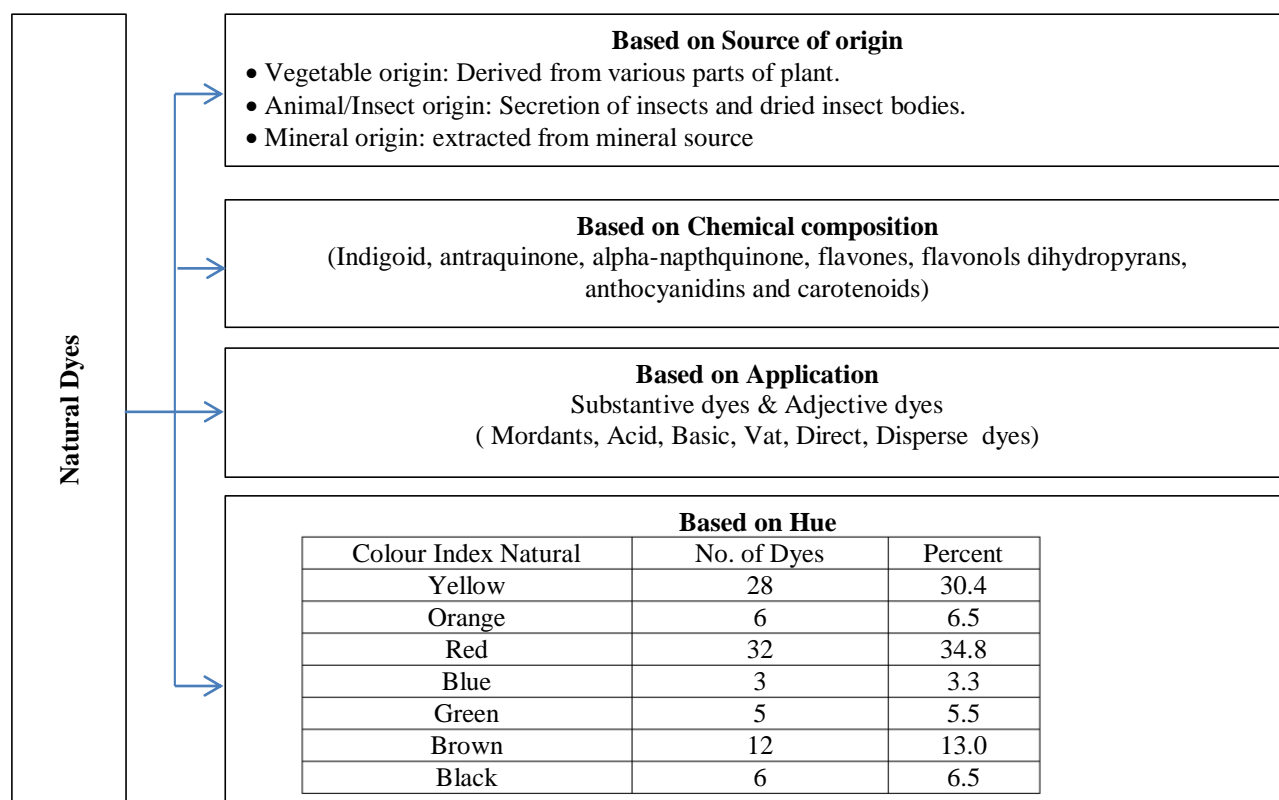 Natural Dyes
Based on Source of origin
• Vegetable origin: Derived from various parts of plant.
• Animal/Insect origin: Secretion of insects and dried insect bodies.
• Mineral origin: extracted from mineral source
Based on Chemical composition
(Indigoid, antraquinone, alpha-napthquinone, flavones, flavonols dihydropyrans,
anthocyanidins and carotenoids)
Based on Application
Substantive dyes & Adjective dyes
( Mordants, Acid, Basic, Vat, Direct, Disperse dyes)
Based on Hue
Colour Index Natural No. of Dyes Percent
Yellow 28 30.4
Orange 6 6.5
Red 32 34.8
Blue 3 3.3
Green 5 5.5
Brown 12 13.0
Black 6 6.5